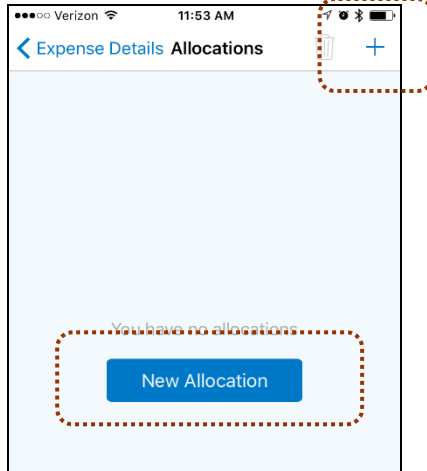 Verizon 11:53 AM
Expense Details Allocations
You have no allocations
New Allocation